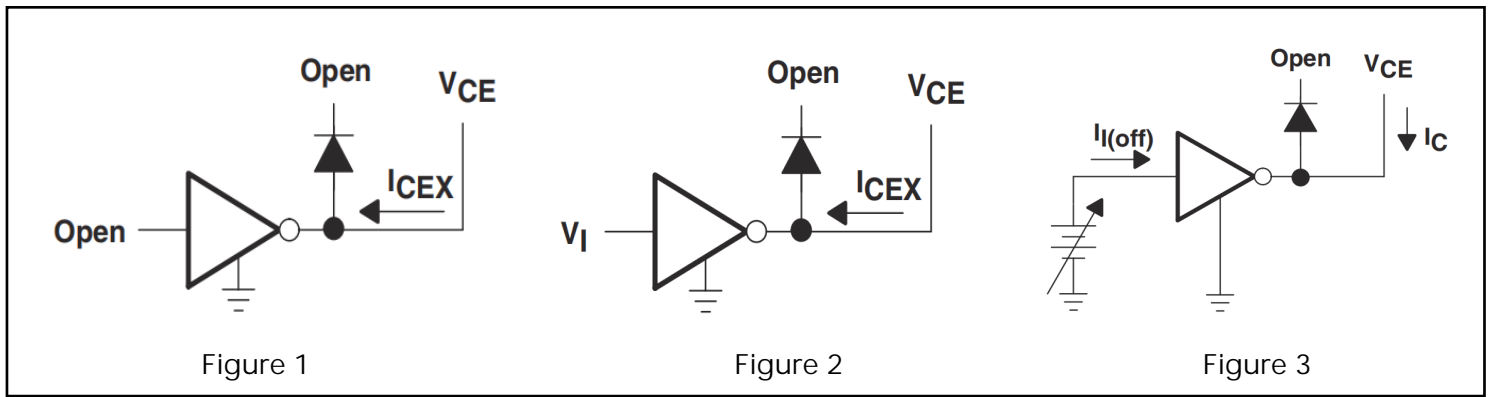 Open
VCE
ICEX
Open
Figure 1
Open
VCE
ICEX
VI
Figure 2
Open
VCE
II(off)
IC
Figure 3